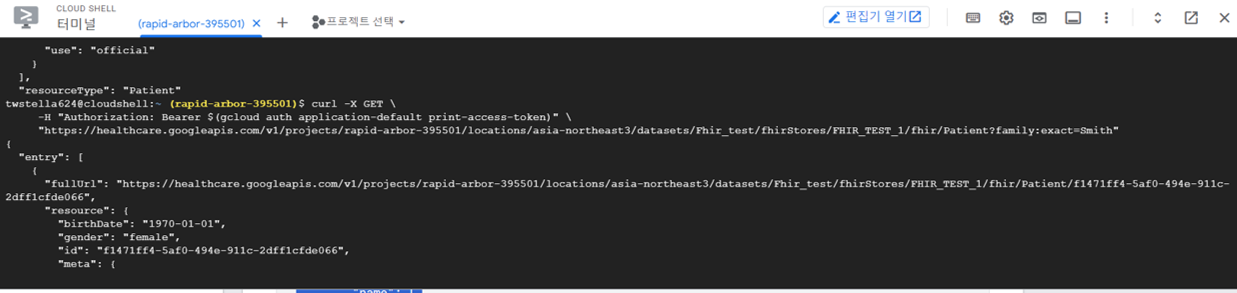 CLOUD SHELL
터미널
(rapid-arbor-395501) × + 프로젝트 선택
편집기 열기
"use": "official"
}
],
"resourceType": "Patient"
twstella624@cloudshell:~ (rapid-arbor-395501)$ curl -X GET \
-H "Authorization: Bearer $(gcloud auth application-default print-access-token)" \
"https://healthcare.googleapis.com/v1/projects/rapid-arbor-395501/locations/asia-northeast3/datasets/Fhir_test/fhirStores/FHIR_TEST_1/fhir/Patient?family:exact=Smith"
{
"entry": [
{
"fullUrl": "https://healthcare.googleapis.com/v1/projects/rapid-arbor-395501/locations/asia-northeast3/datasets/Fhir_test/fhirStores/FHIR_TEST_1/fhir/Patient/f1471ff4-5af0-494e-911c-
2dff1cfde066",
"resource": {
"birthDate": "1970-01-01",
"gender": "female",
"id": "f1471ff4-5af0-494e-911c-2dff1cfde066",
"meta": {